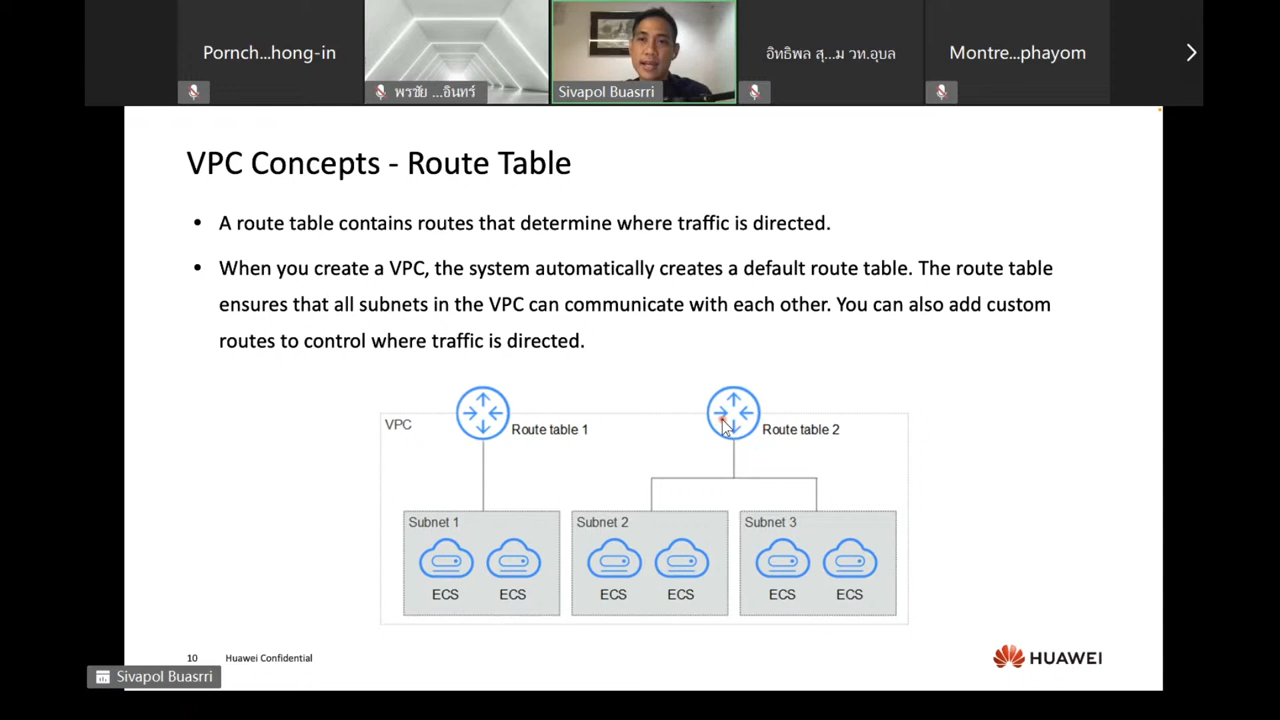 Pornch...hong-in
พรชัย ...อินทร์
Sivapol Buasrri
อิทธิพล สุ...ม วท.อุบล
Montre...phayom
VPC Concepts - Route Table
• A route table contains routes that determine where traffic is directed.
• When you create a VPC, the system automatically creates a default route table. The route table
ensures that all subnets in the VPC can communicate with each other. You can also add custom
routes to control where traffic is directed.
VPC
Route table 1
Route table 2
Subnet 1
Subnet 2
Subnet 3
ECS
ECS
ECS
ECS
ECS
ECS
10
Huawei Confidential
HUAWEI
Sivapol Buasrri